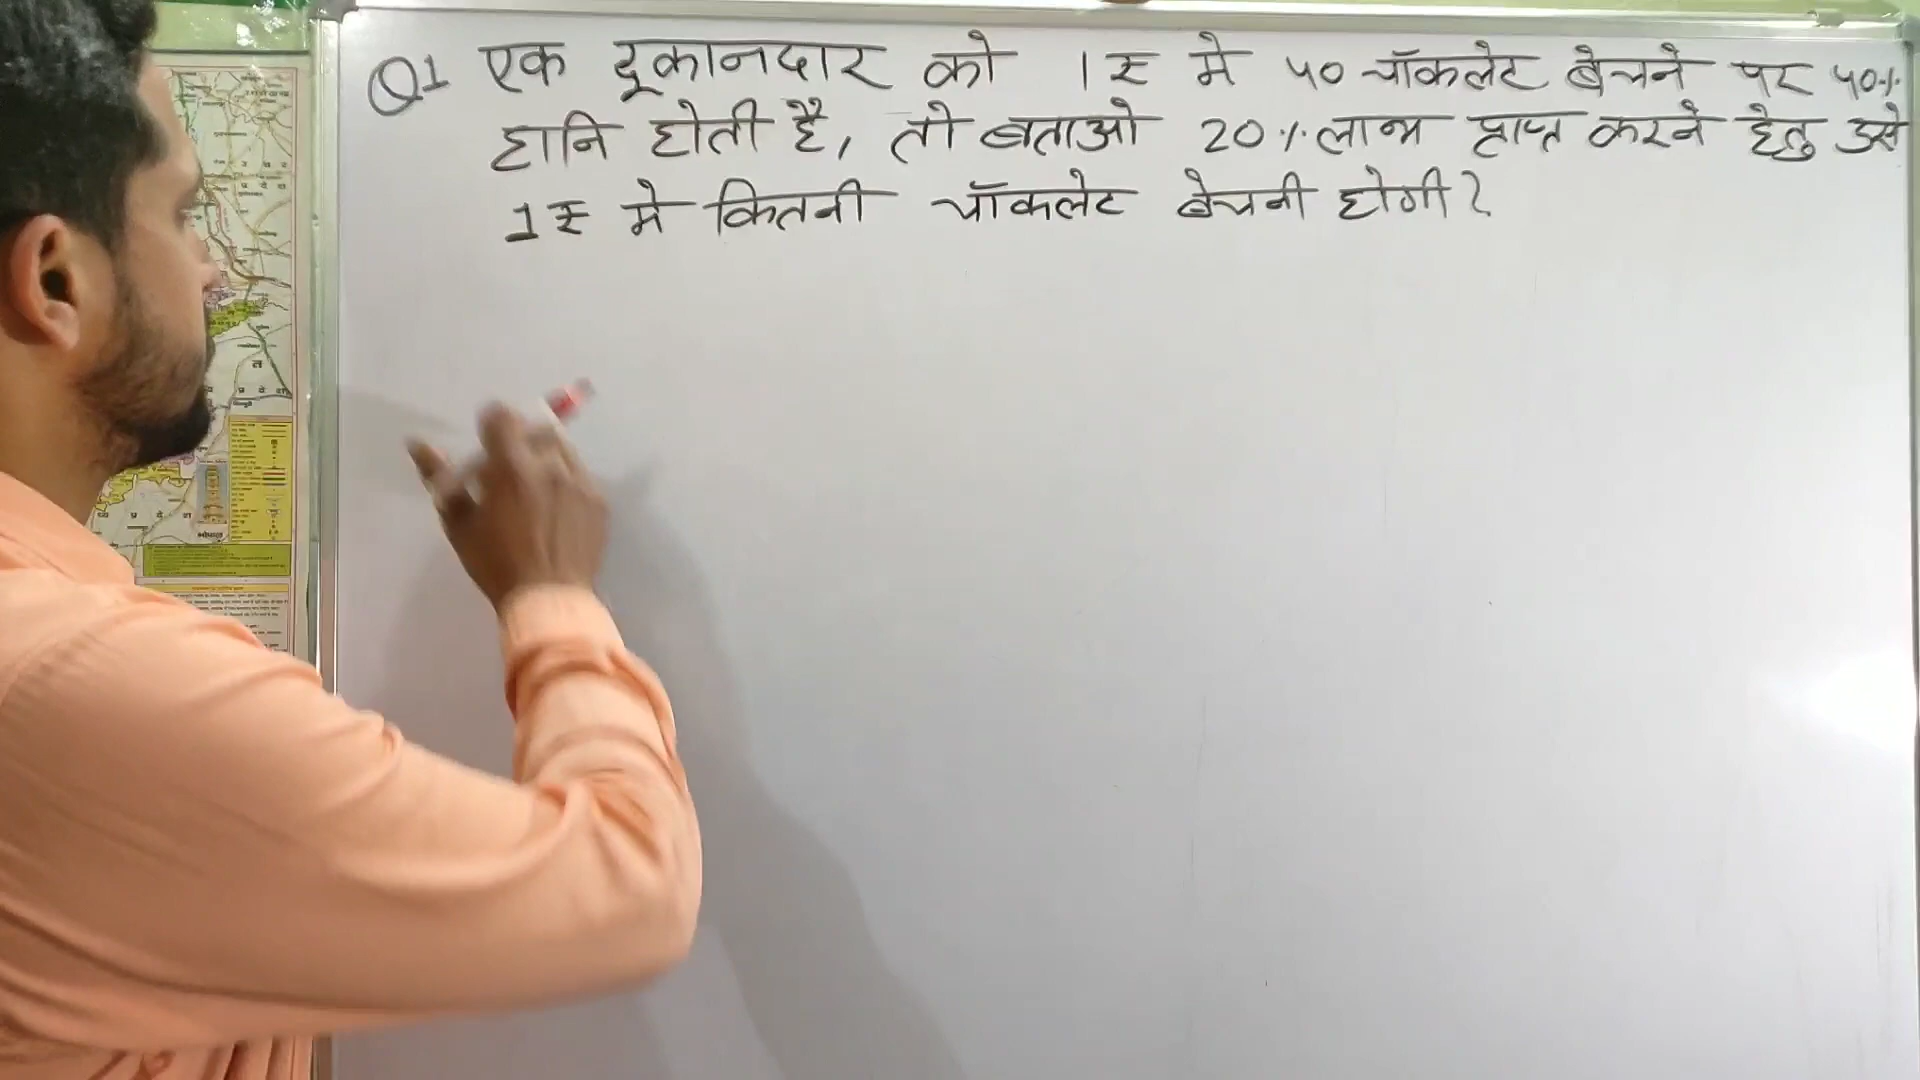 Q1 एक दूकानदार को 1₹ मे 40 चॉकलेट बेचने पर 40%
हानि होती है, तो बताओ 20% लाभ प्राप्त करने हेतु उसे
1₹ मे कितनी चॉकलेट बेचनी होगी?